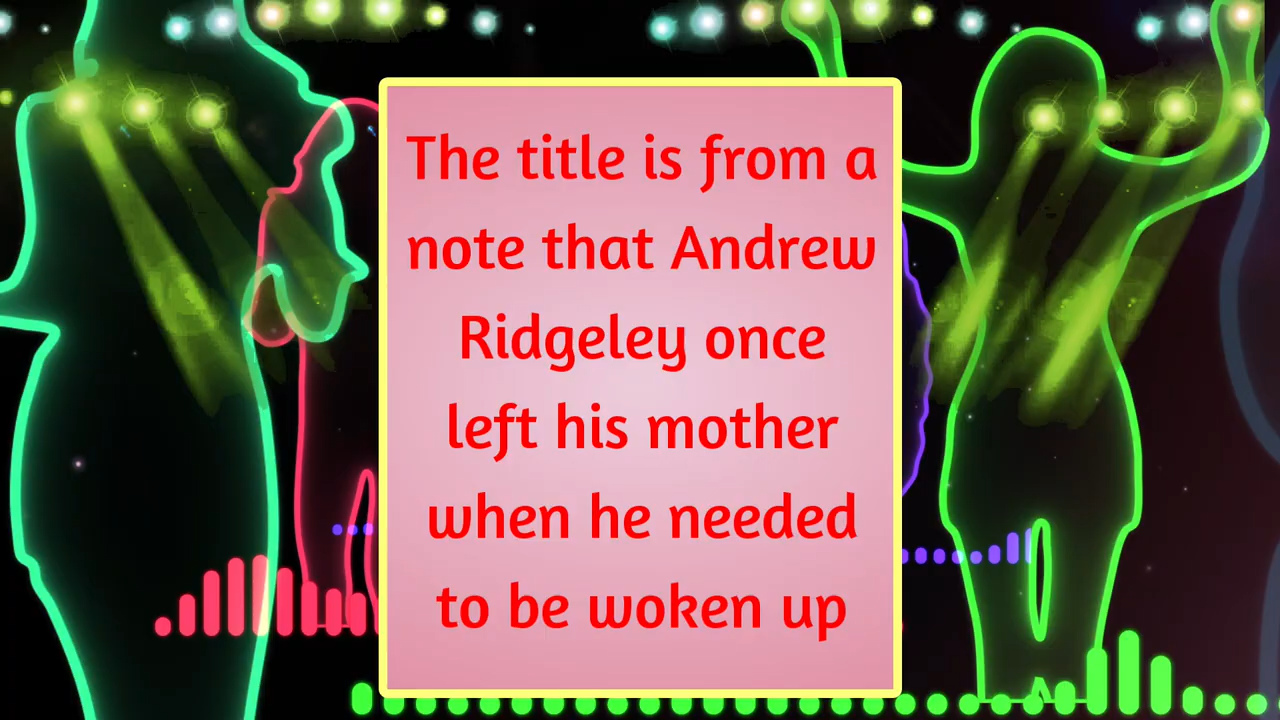 The title is from a
note that Andrew
Ridgeley once
left his mother
when he needed
to be woken up